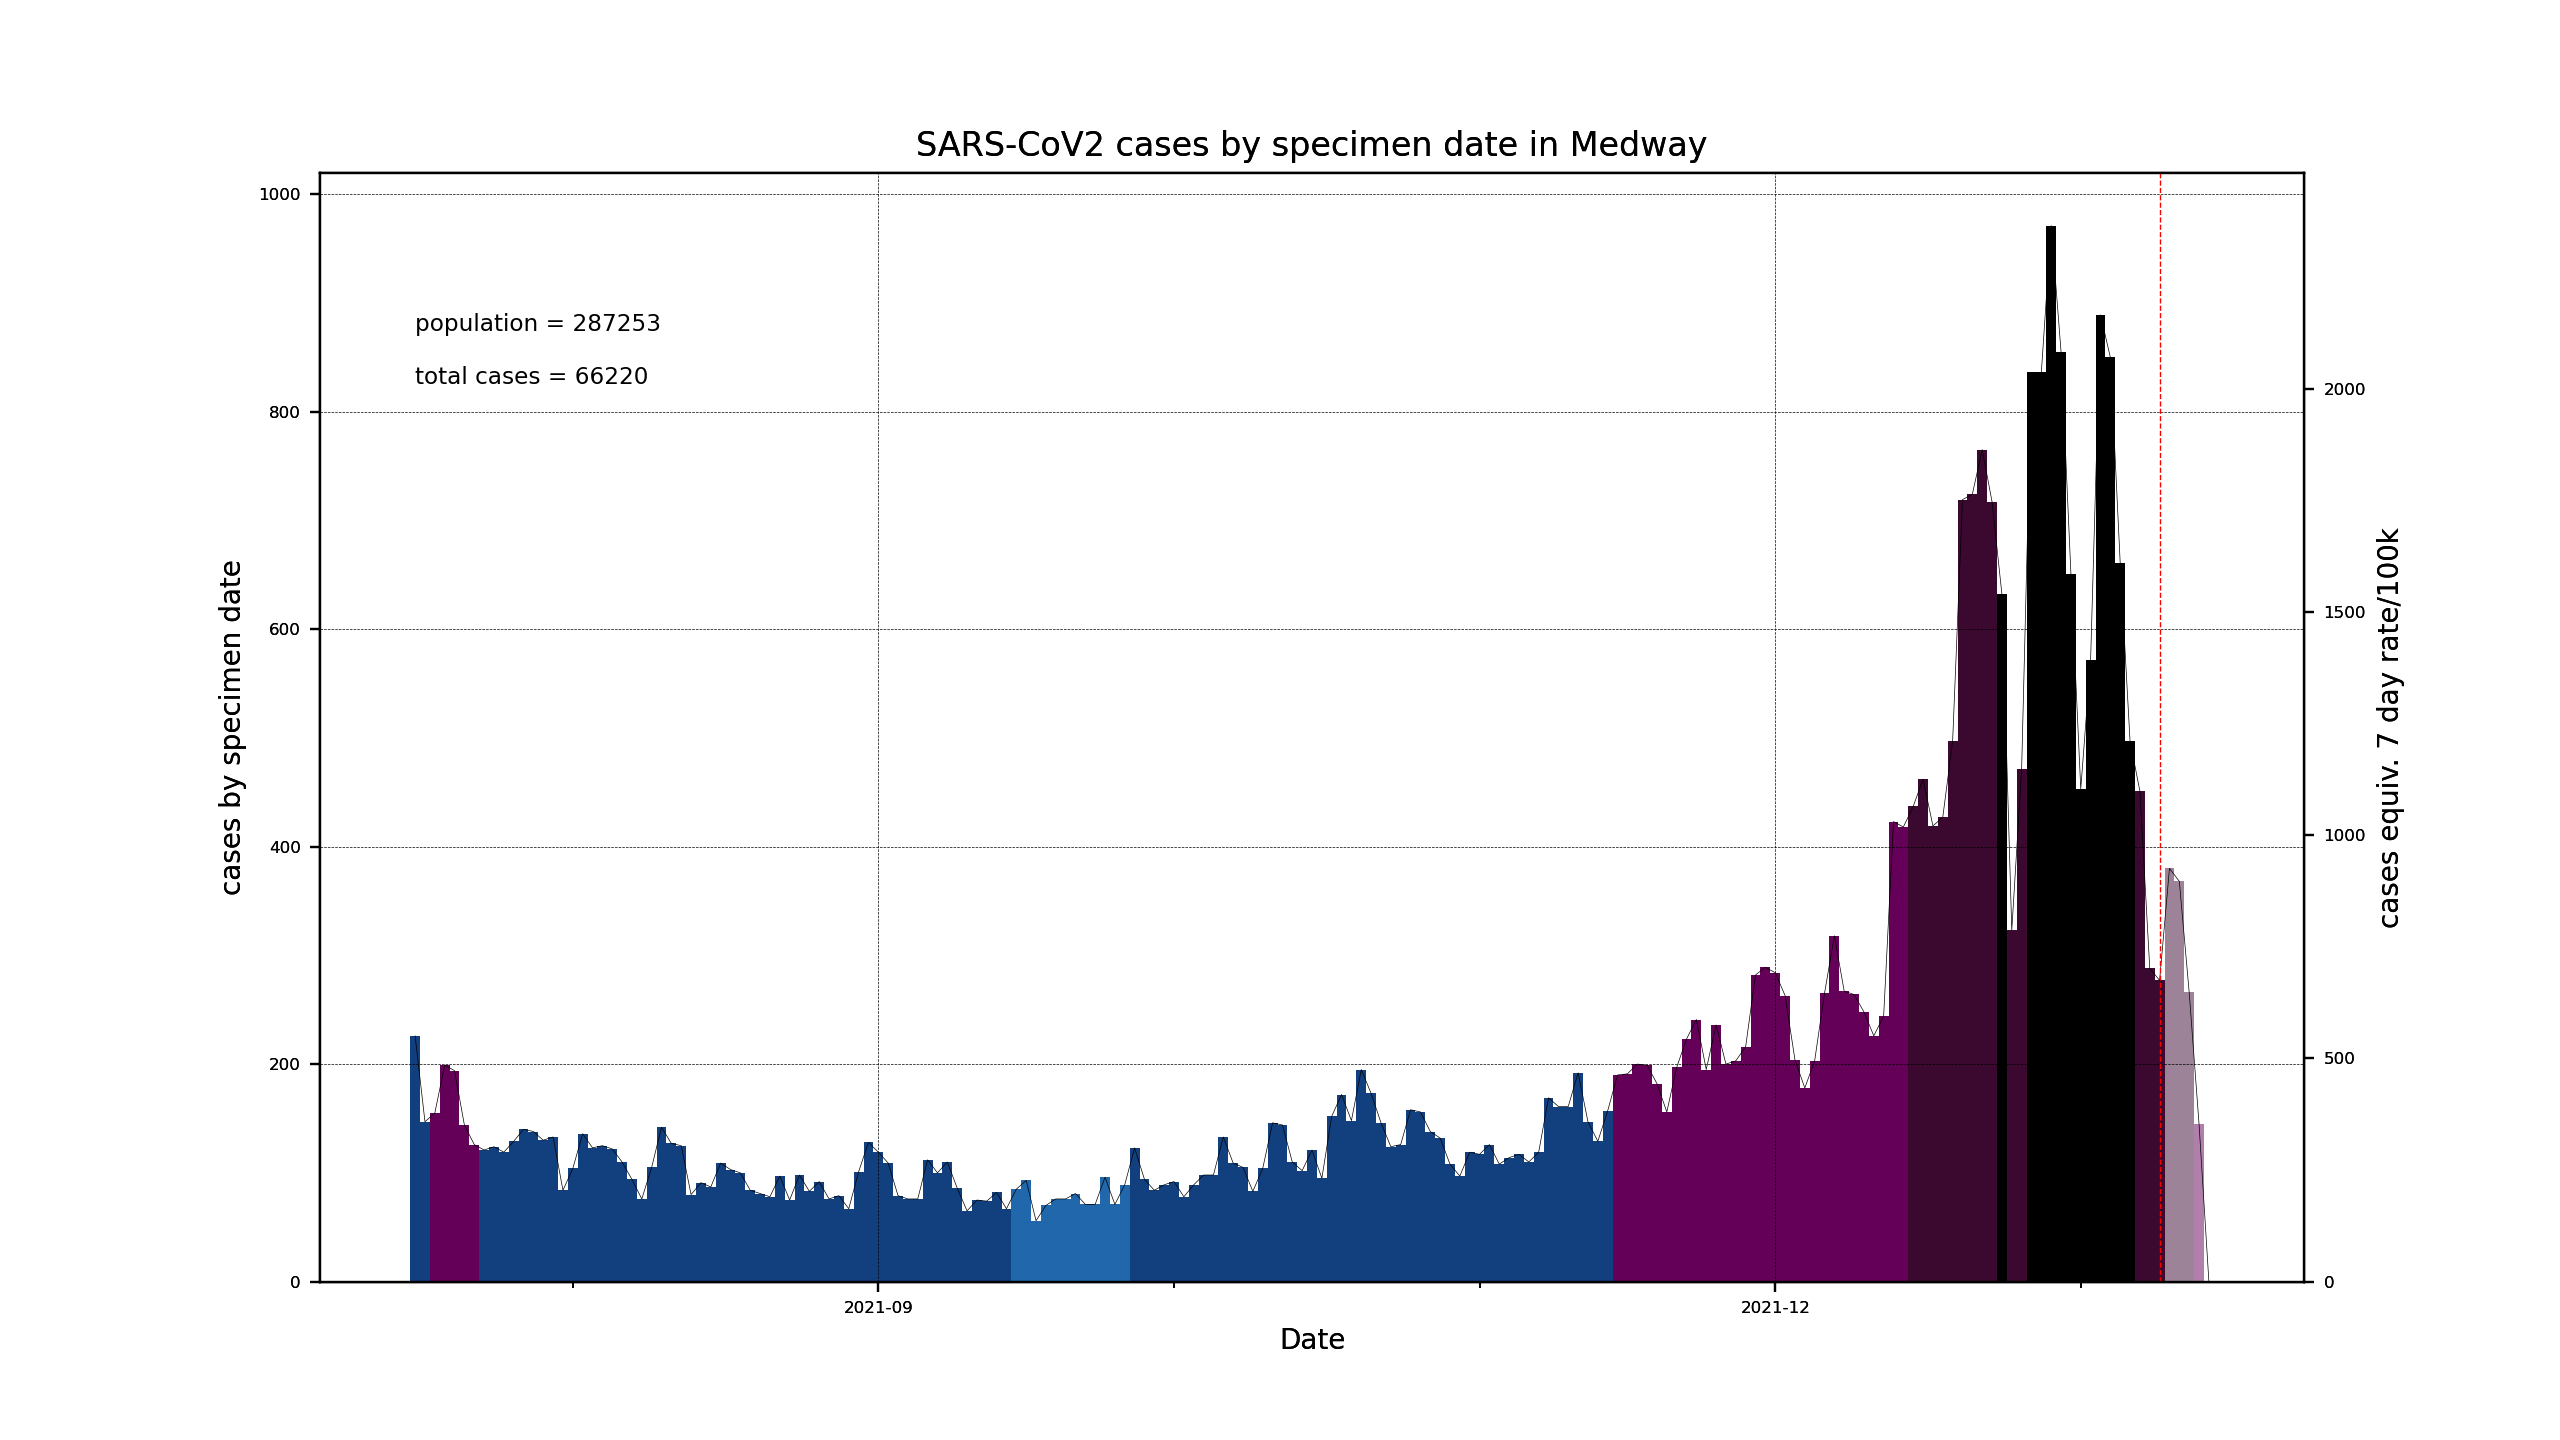 SARS-CoV2 cases by specimen date in Medway
population = 287253
total cases = 66220
cases by specimen date
1000
800
600
400
200
0
2000
1500
1000
500
0
cases equiv. 7 day rate/100k
2021-09
2021-12
Date